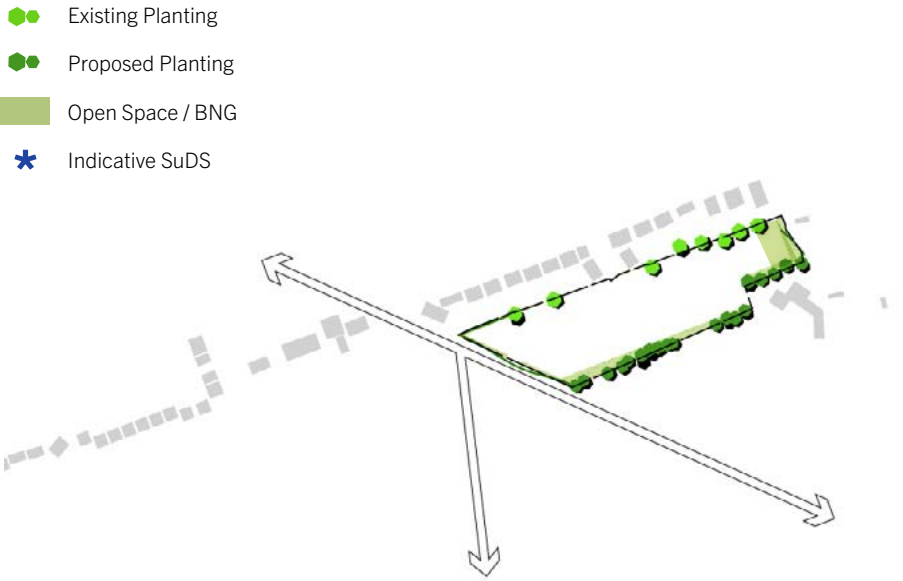 Existing Planting
Proposed Planting
Open Space / BNG
Indicative SuDS